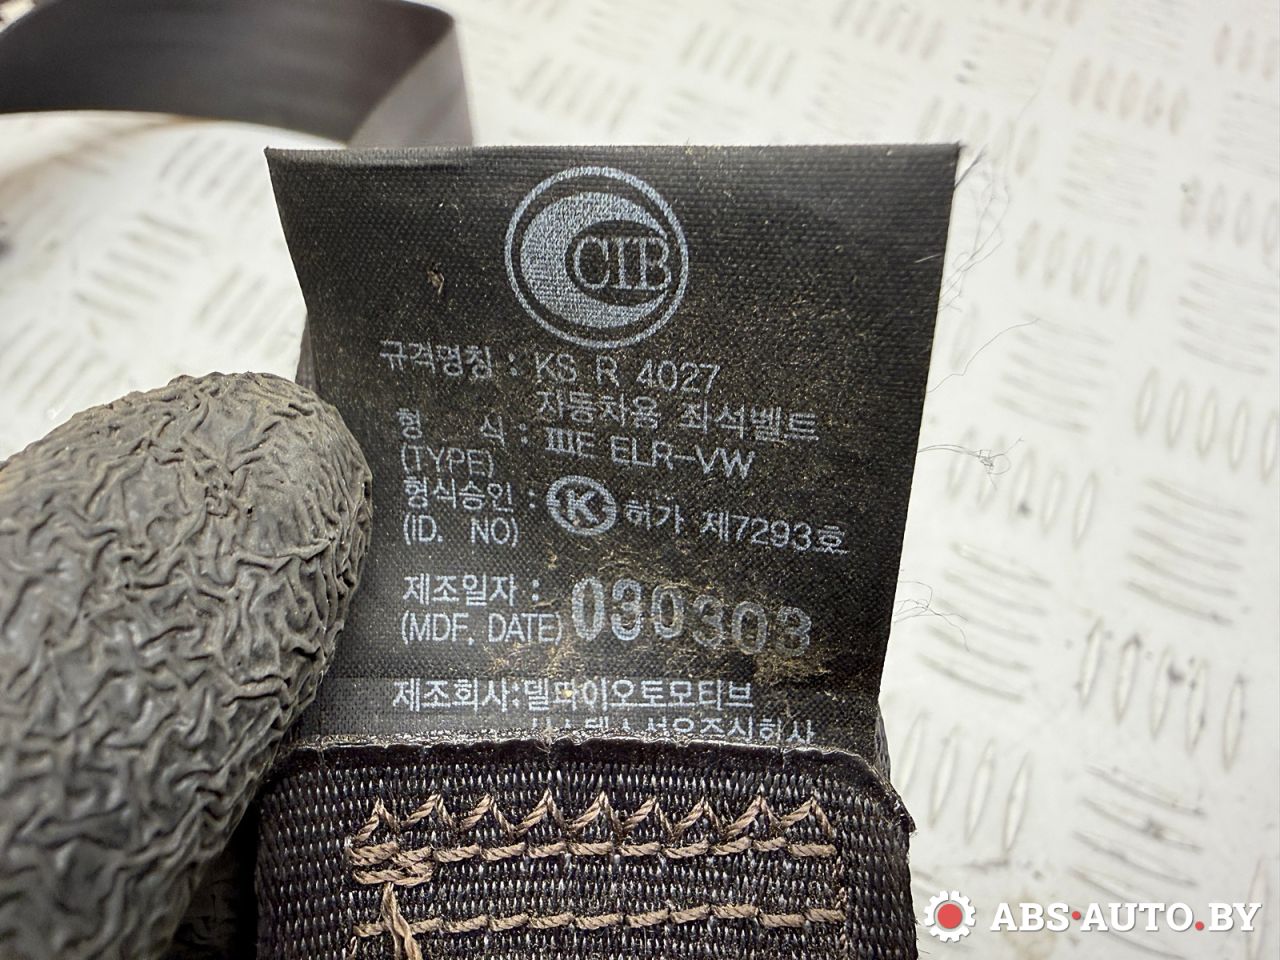 CIB
규격명칭 : KS R 4027
자동차용 좌석벨트
형 식 : ⅢE ELR-VW
(TYPE)
형식승인 : K 허가 제7293호
(ID. NO)
제조일자 : 030303
(MDF. DATE)
제조회사:델파이오토모티브
ABS·AUTO.BY